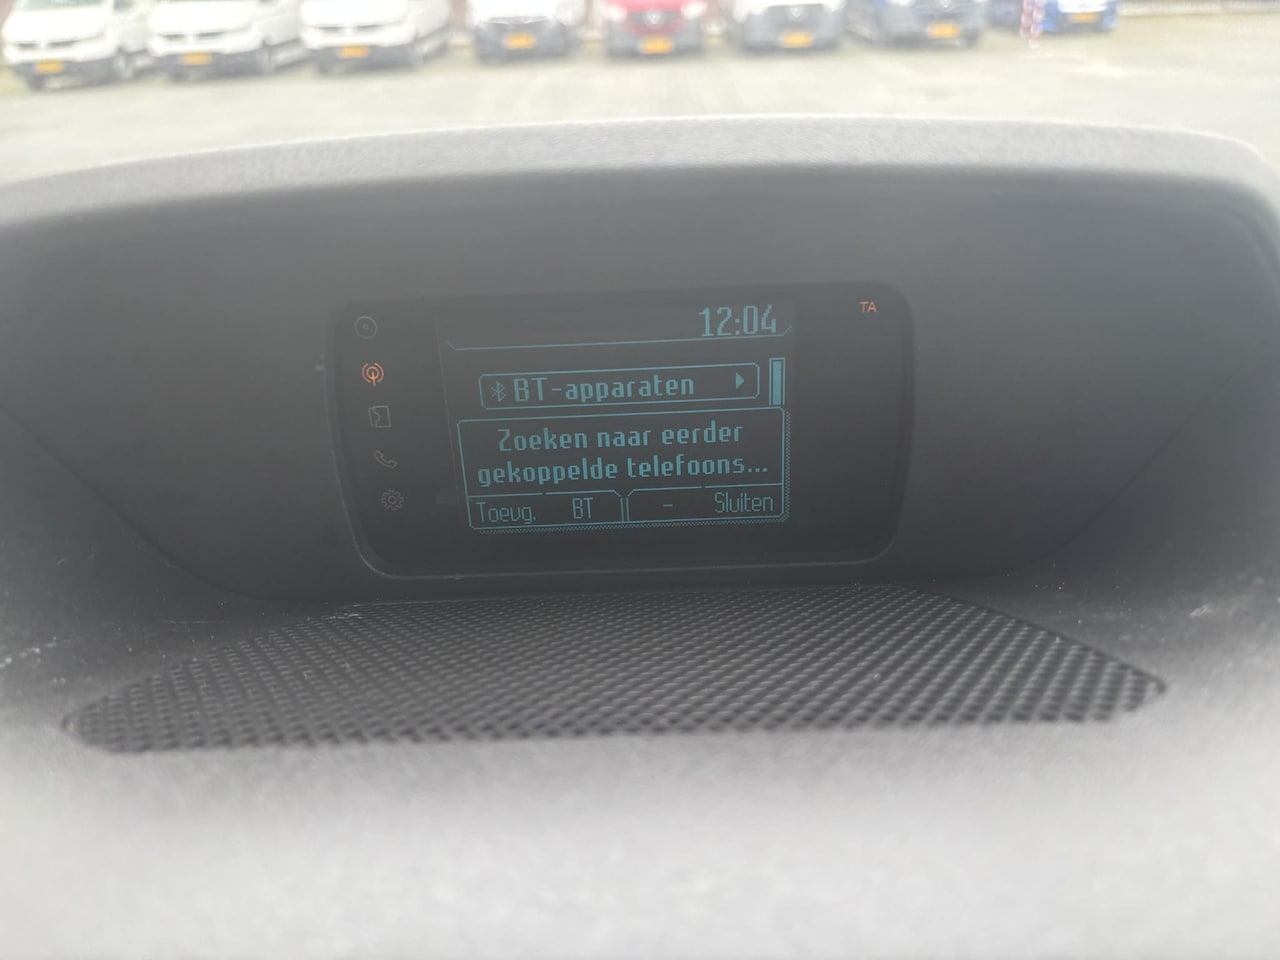 12:04
TA
BT-apparaten
Zoeken naar eerder
gekoppelde telefoons...
Toevg. BT - Sluiten